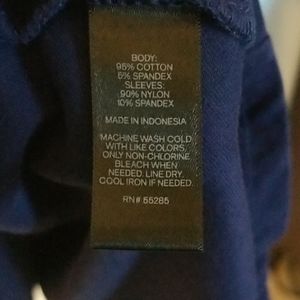 BODY:
95% COTTON
5% SPANDEX
SLEEVES:
90% NYLON
10% SPANDEX
MADE IN INDONESIA
MACHINE WASH COLD
WITH LIKE COLORS.
ONLY NON-CHLORINE
BLEACH WHEN
NEEDED. LINE DRY.
COOL IRON IF NEEDED.
RN# 55285